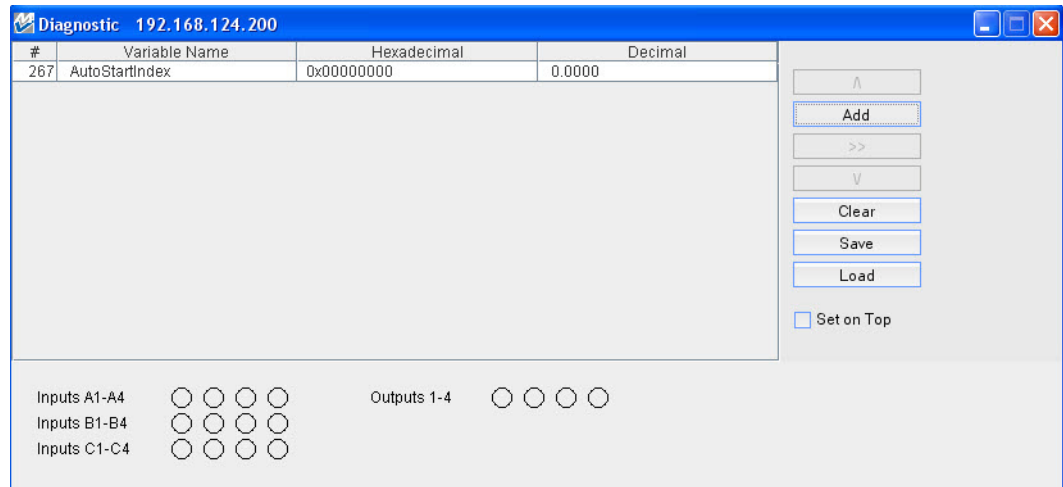 Diagnostic 192.168.124.200
# Variable Name Hexadecimal Decimal
267 AutoStartIndex 0x00000000 0.0000
/\
Add
>>
\/
Clear
Save
Load
Set on Top
Inputs A1-A4 Outputs 1-4
Inputs B1-B4
Inputs C1-C4